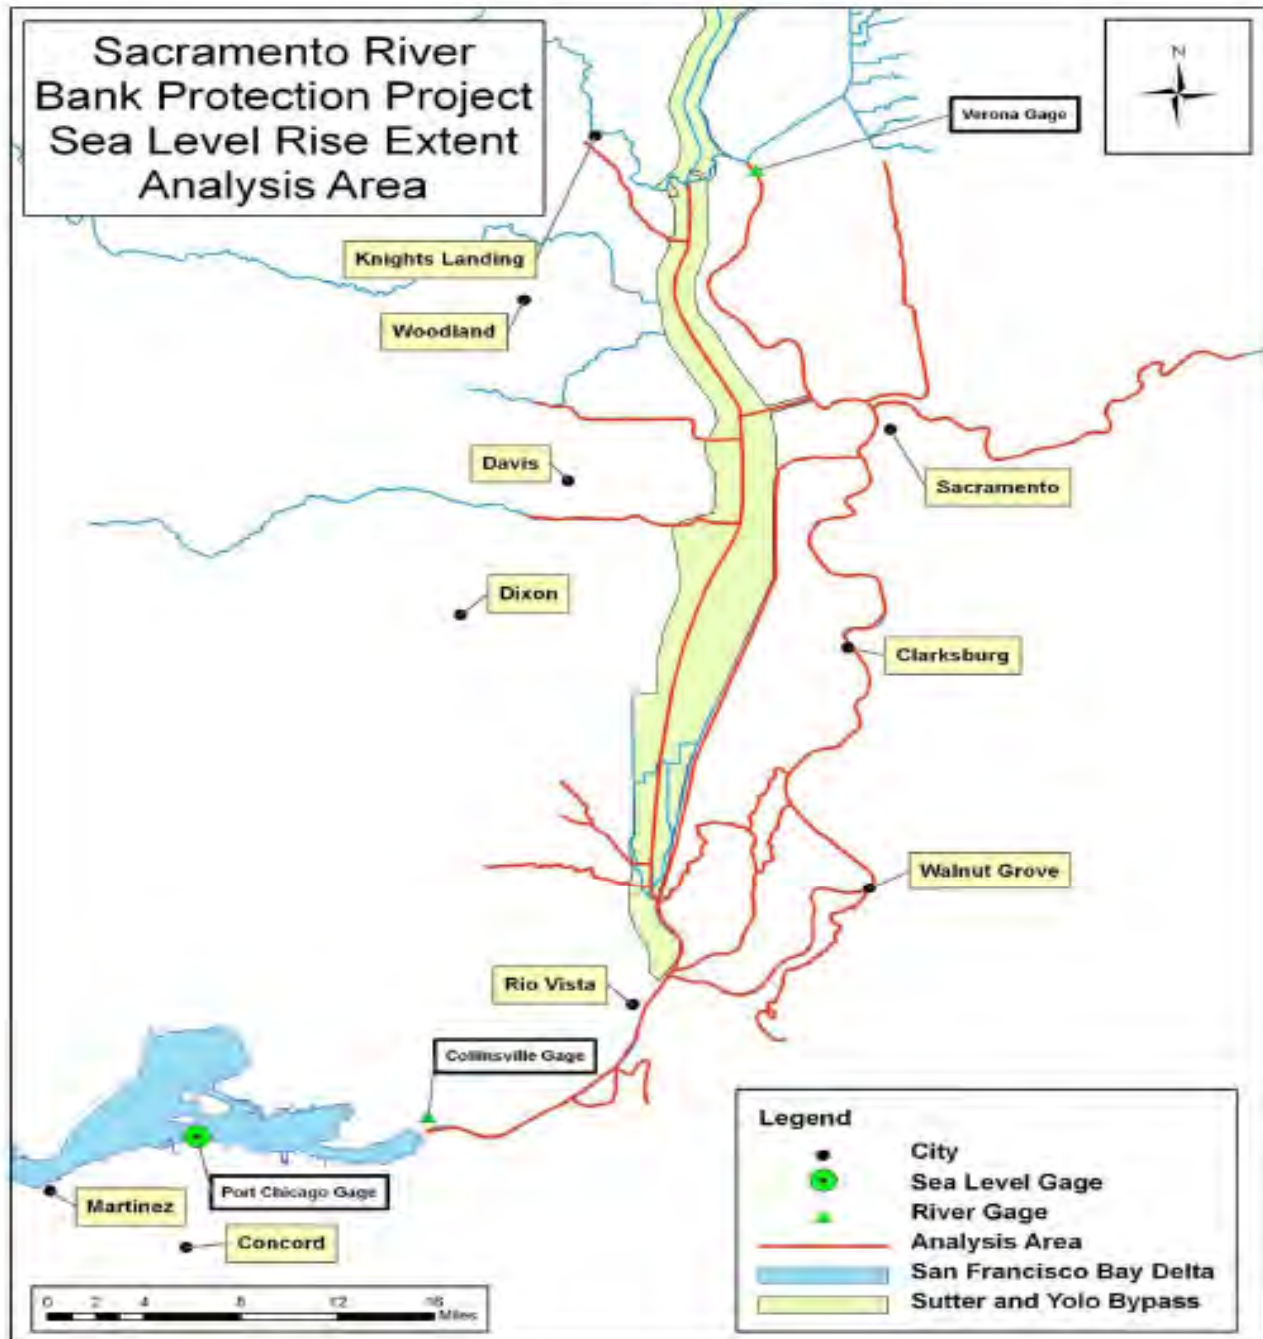 Sacramento River
Bank Protection Project
Sea Level Rise Extent
Analysis Area
N
Verona Gage
Knights Landing
Woodland
Davis
Sacramento
Dixon
Clarksburg
Walnut Grove
Rio Vista
Collinsville Gage
Port Chicago Gage
Martinez
Concord
Legend
City
Sea Level Gage
River Gage
Analysis Area
San Francisco Bay Delta
Sutter and Yolo Bypass
0 2 4 8 12 16
Miles